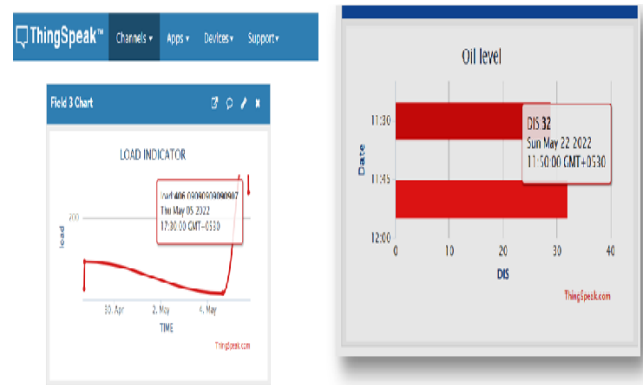 ThingSpeak™ Channels Apps Devices Support
Field 3 Chart
LOAD INDICATOR
load
200
30. Apr 2. May 4. May
TIME
ThingSpeak.com
Thu May 05 2022
17:30:00 GMT+0530
Oil level
Date
11:30
11:45
12:00
0 10 20 30 40
DIS
ThingSpeak.com
DIS 32
Sun May 22 2022
11:50:00 GMT+0530